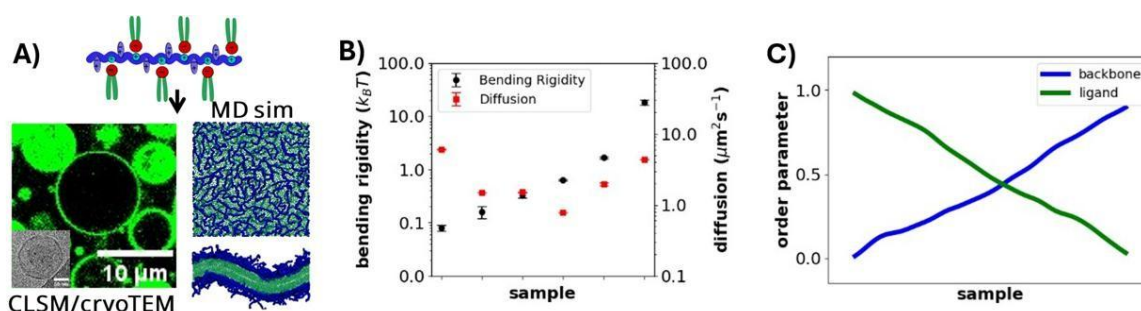 A)
MD sim
10 μm
CLSM/cryoTEM
B)
100.0
10.0
1.0
0.1
0.0
bending rigidity (kBT)
Bending Rigidity
Diffusion
100.0
10.0
1.0
0.1
diffusion (μm²s⁻¹)
sample
C)
1.0
0.5
0.0
order parameter
backbone
ligand
sample